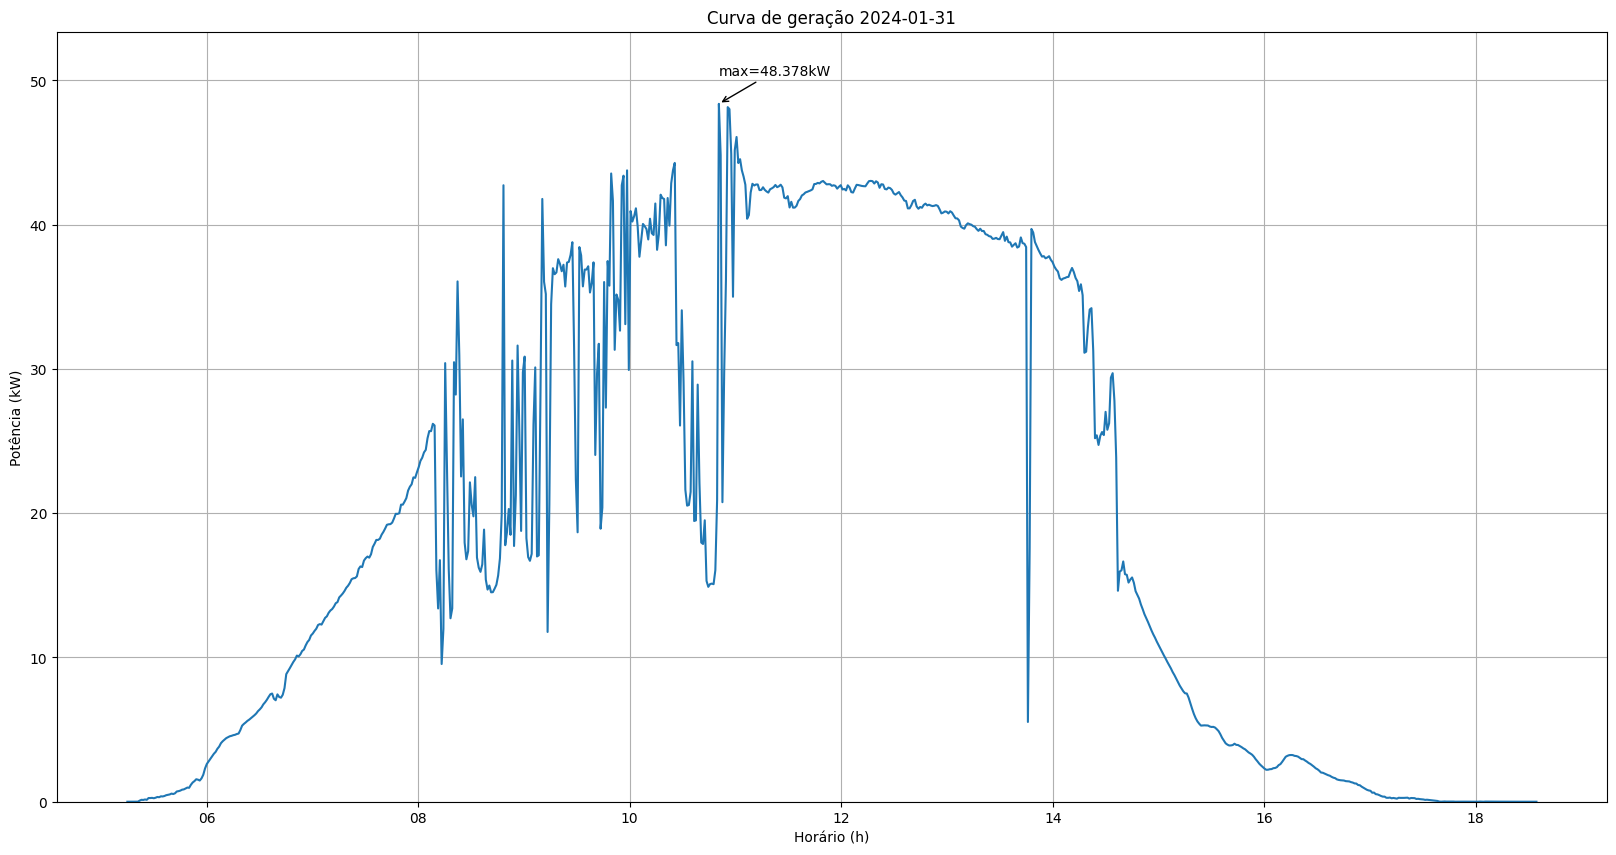 Curva de geração 2024-01-31
max=48.378kW
50
40
30
20
10
0
Potência (kW)
06 08 10 12 14 16 18
Horário (h)